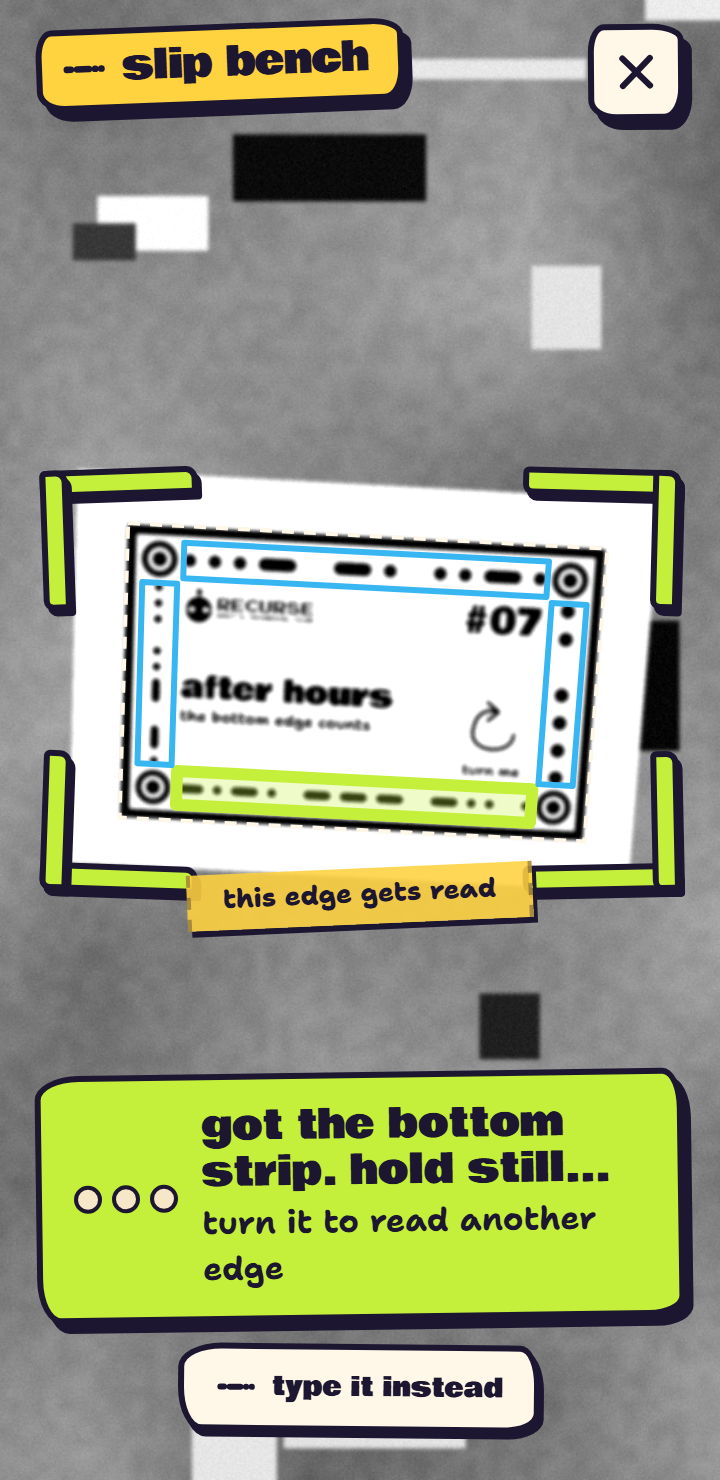 slip bench
RECURSE
#07
after hours
the bottom edge counts
turn me
this edge gets read
got the bottom
strip. hold still...
turn it to read another
edge
type it instead